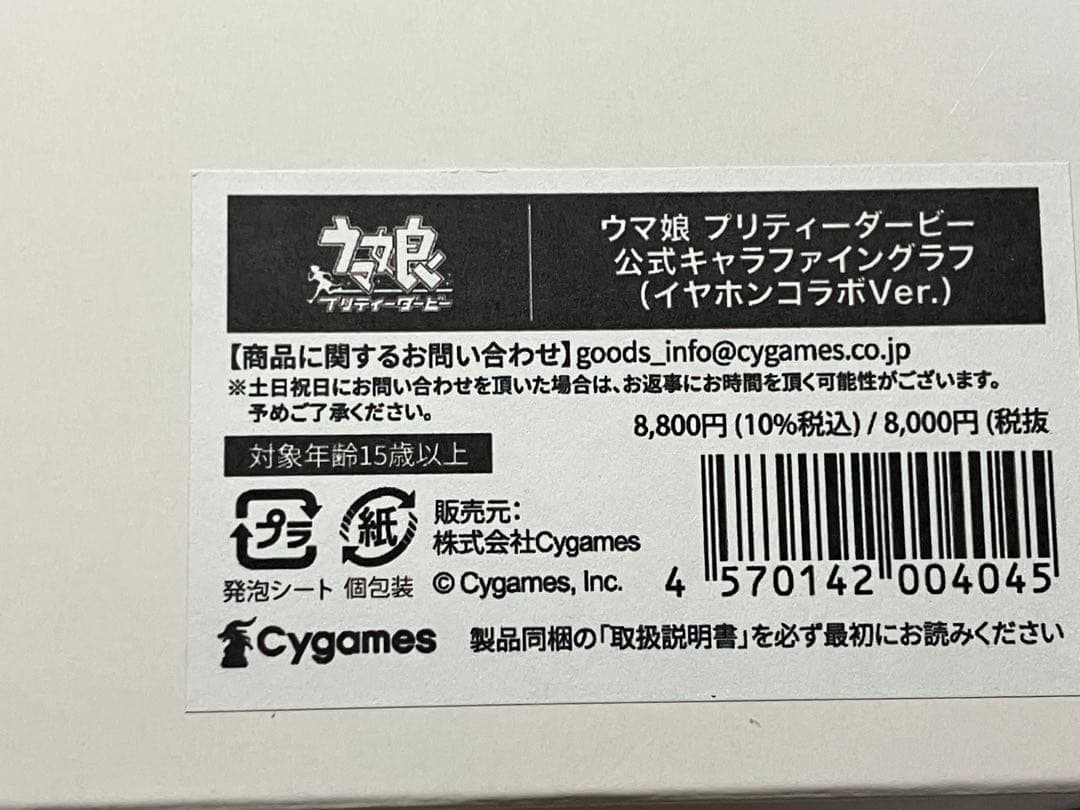 ウマ娘
プリティーダービー
ウマ娘 プリティーダービー
公式キャラファイングラフ
(イヤホンコラボVer.)
【商品に関するお問い合わせ】goods_info@cygames.co.jp
※土日祝日にお問い合わせを頂いた場合は、お返事にお時間を頂く可能性がございます。
予めご了承ください。
8,800円 (10%税込) / 8,000円 (税抜
対象年齢15歳以上
プラ
紙
発泡シート 個包装
販売元:
株式会社Cygames
© Cygames, Inc.
4 570142 004045
Cygames
製品同梱の「取扱説明書」を必ず最初にお読みください